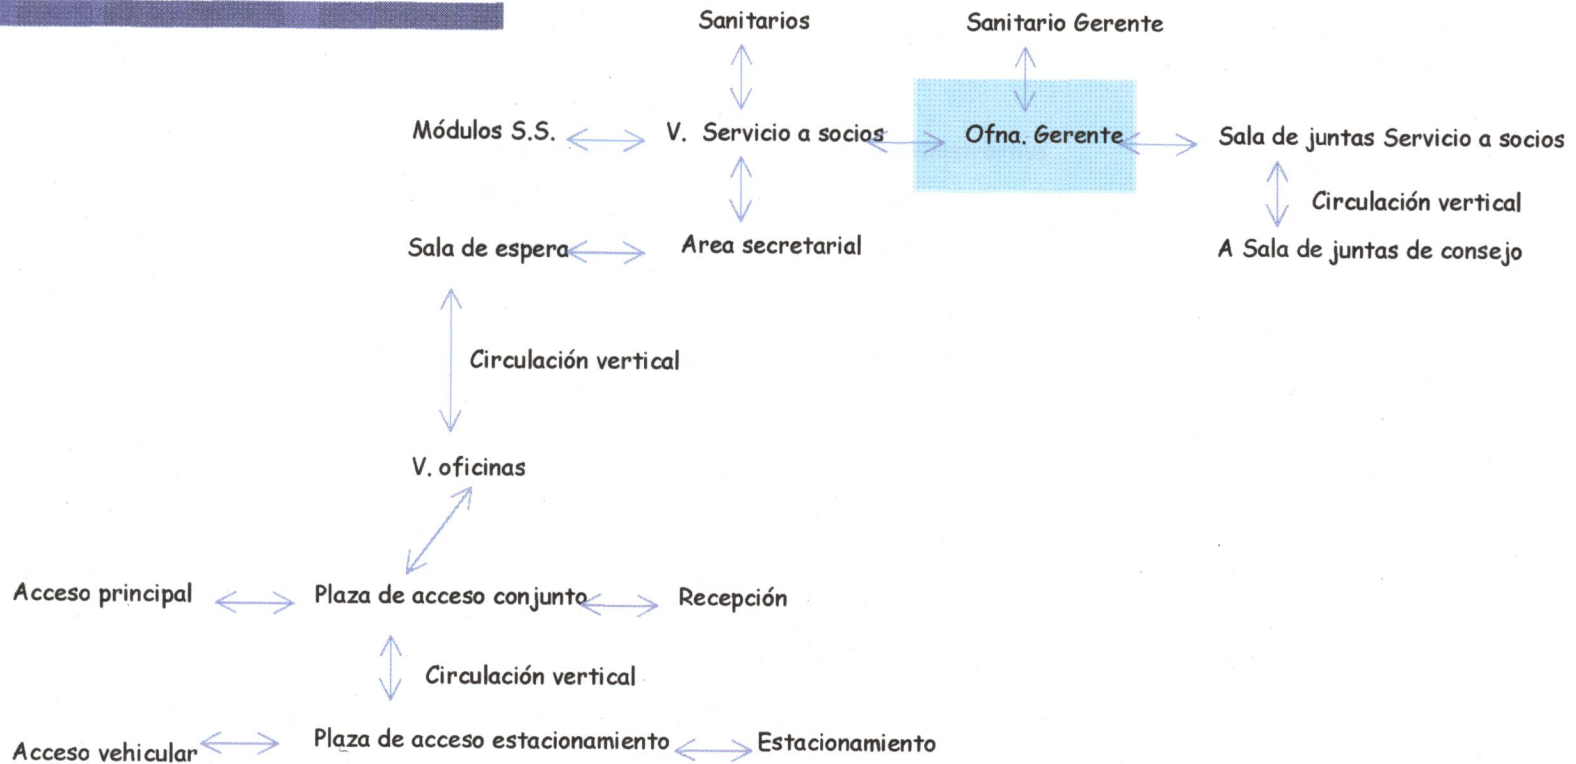 Sanitarios
Sanitario Gerente
Módulos S.S.
V. Servicio a socios
Ofna. Gerente
Sala de juntas Servicio a socios
Circulación vertical
Sala de espera
Area secretarial
A Sala de juntas de consejo
Circulación vertical
V. oficinas
Acceso principal
Plaza de acceso conjunto
Recepción
Circulación vertical
Acceso vehicular
Plaza de acceso estacionamiento
Estacionamiento